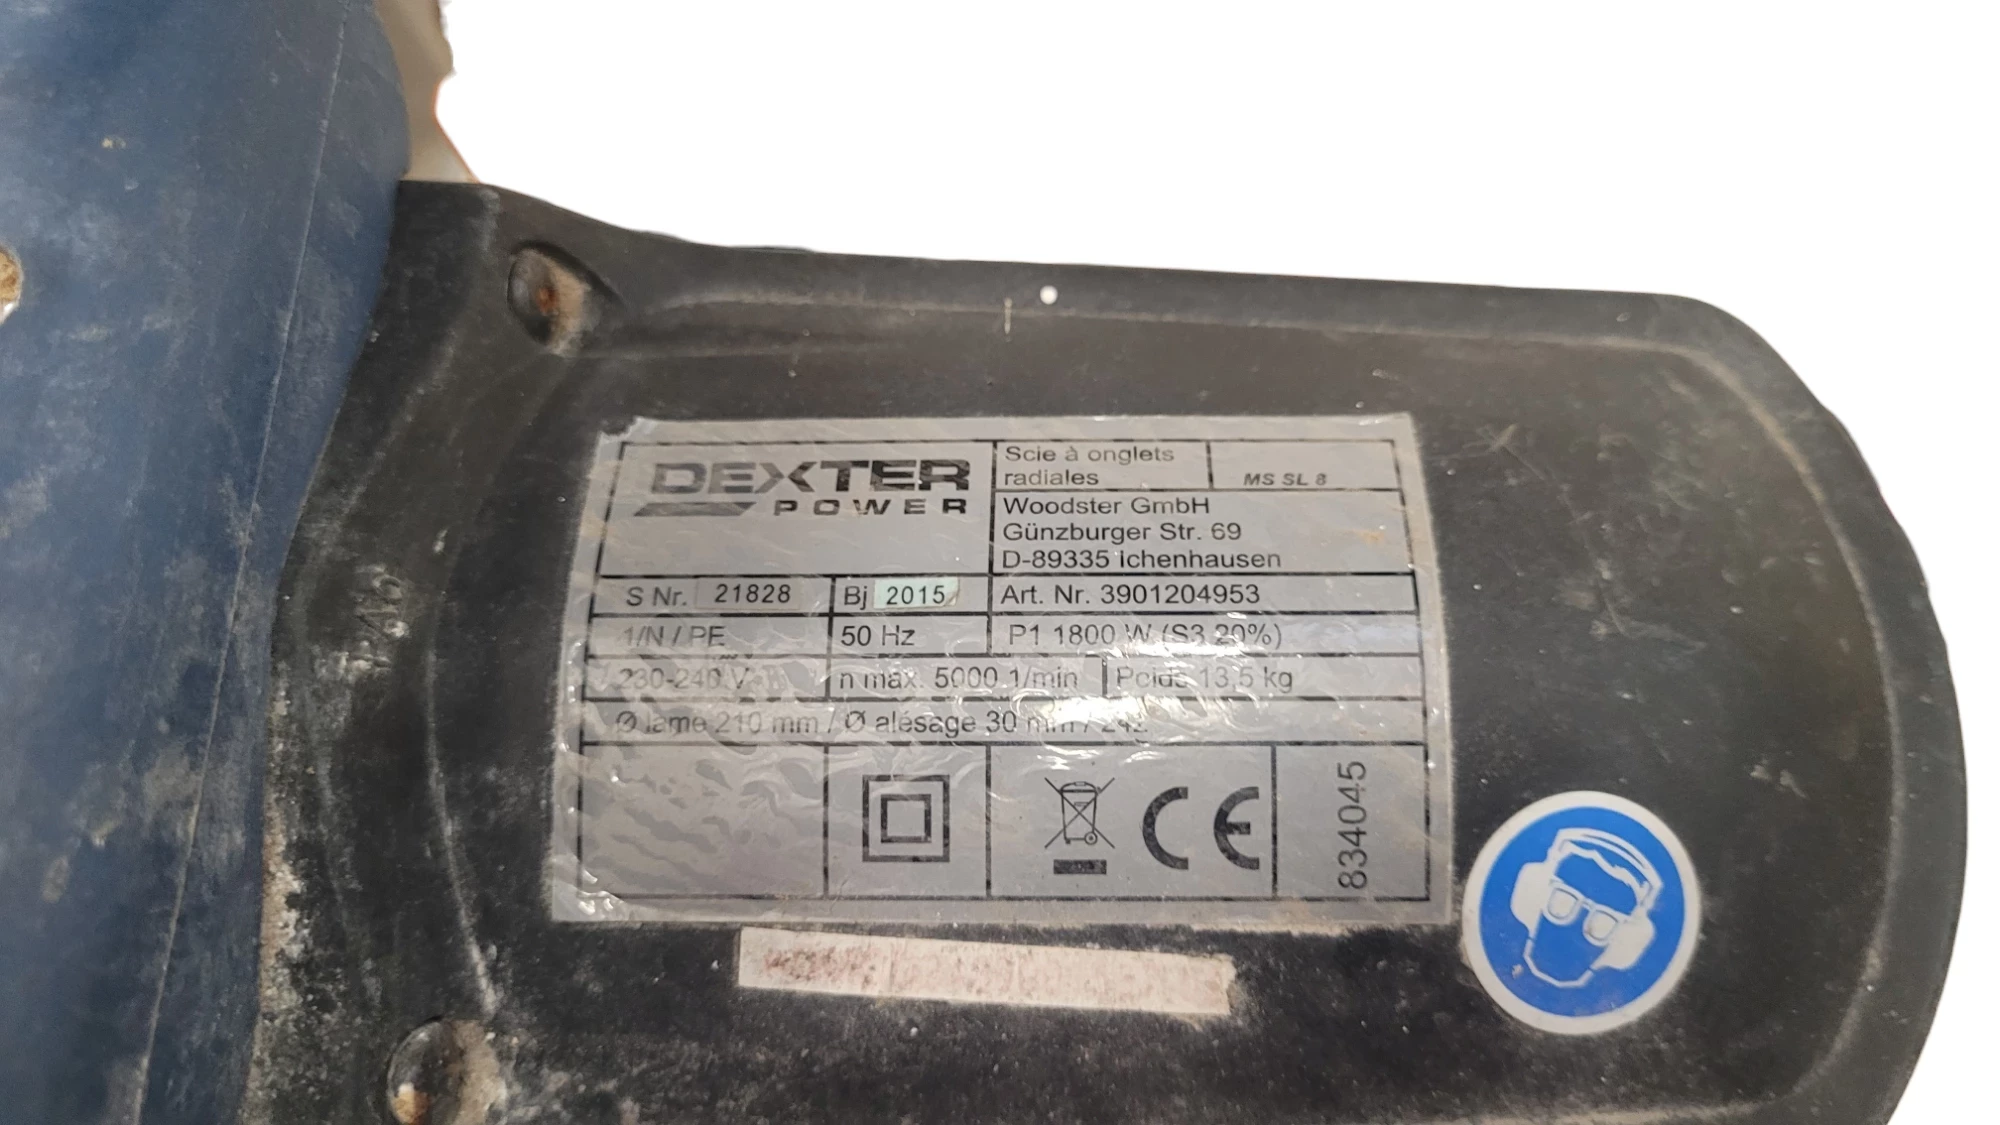 DEXTER
POWER
Scie à onglets
radiales
MS SL 8
Woodster GmbH
Günzburger Str. 69
D-89335 Ichenhausen
S Nr. 21828
Bj 2015
Art. Nr. 3901204953
1/N / PE
50 Hz
P1 1800 W (S3 20%)
230-240 V
n max. 5000 1/min
Poids 13,5 kg
Ø lame 210 mm / Ø alésage 30 mm / 24z
CE
834045